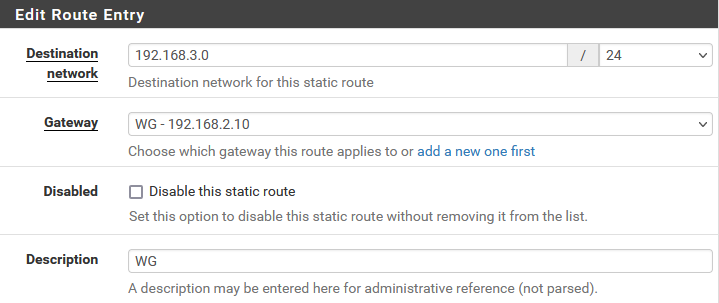 Edit Route Entry
Destination network
192.168.3.0 / 24
Destination network for this static route
Gateway
WG - 192.168.2.10
Choose which gateway this route applies to or add a new one first
Disabled
Disable this static route
Set this option to disable this static route without removing it from the list.
Description
WG
A description may be entered here for administrative reference (not parsed).